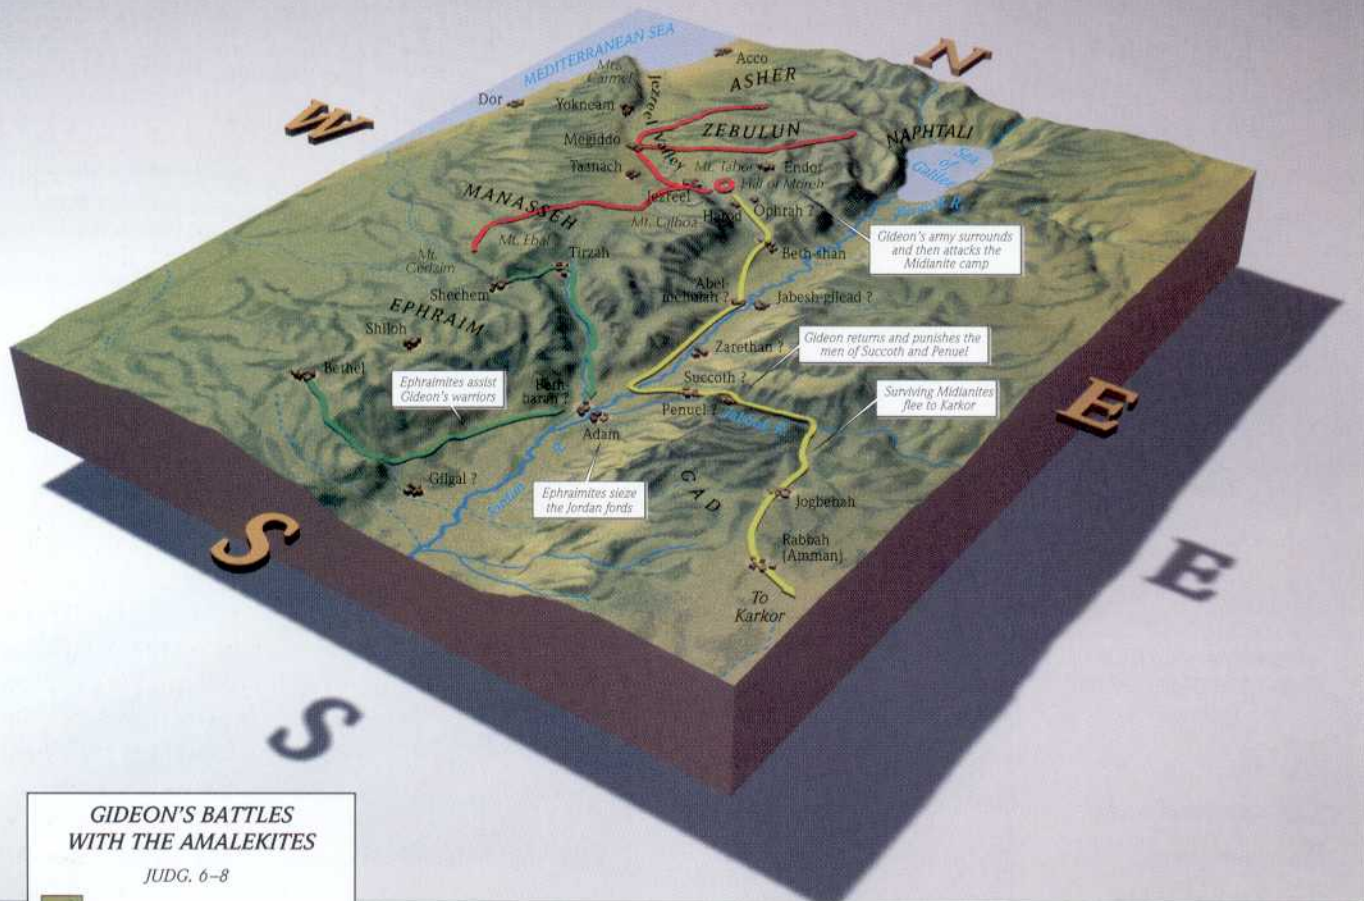 MEDITERRANEAN SEA
N
Acco
Mts.
Carmel
ASHER
Dor
Yokneam
Jezreel Valley
W
ZEBULUN
NAPHTALI
Megiddo
Sea
of
Galilee
Taanach
Mt. Tabor
Endor
Hill of Moreh
MANASSEH
Jezreel
Harod
Ophrah ?
Mt. Gilboa
Gideon's army surrounds
and then attacks the
Midianite camp
Mt. Ebal
Mt.
Gerizim
Tirzah
Beth-shan
Shechem
Abel-
mehulah ?
Jabesh-gilead ?
EPHRAIM
Shiloh
Zarethan ?
Gideon returns and punishes the
men of Succoth and Penuel
Bethel
Ephraimites assist
Gideon's warriors
Succoth ?
Surviving Midianites
flee to Karkor
Beth-
barah ?
Penuel ?
Jabbok R.
E
Adam
GAD
Gilgal ?
Ephraimites sieze
the Jordan fords
Jordan R.
Jogbehah
S
Rabbah
(Amman)
To
Karkor
E
S
GIDEON'S BATTLES
WITH THE AMALEKITES
JUDG. 6–8